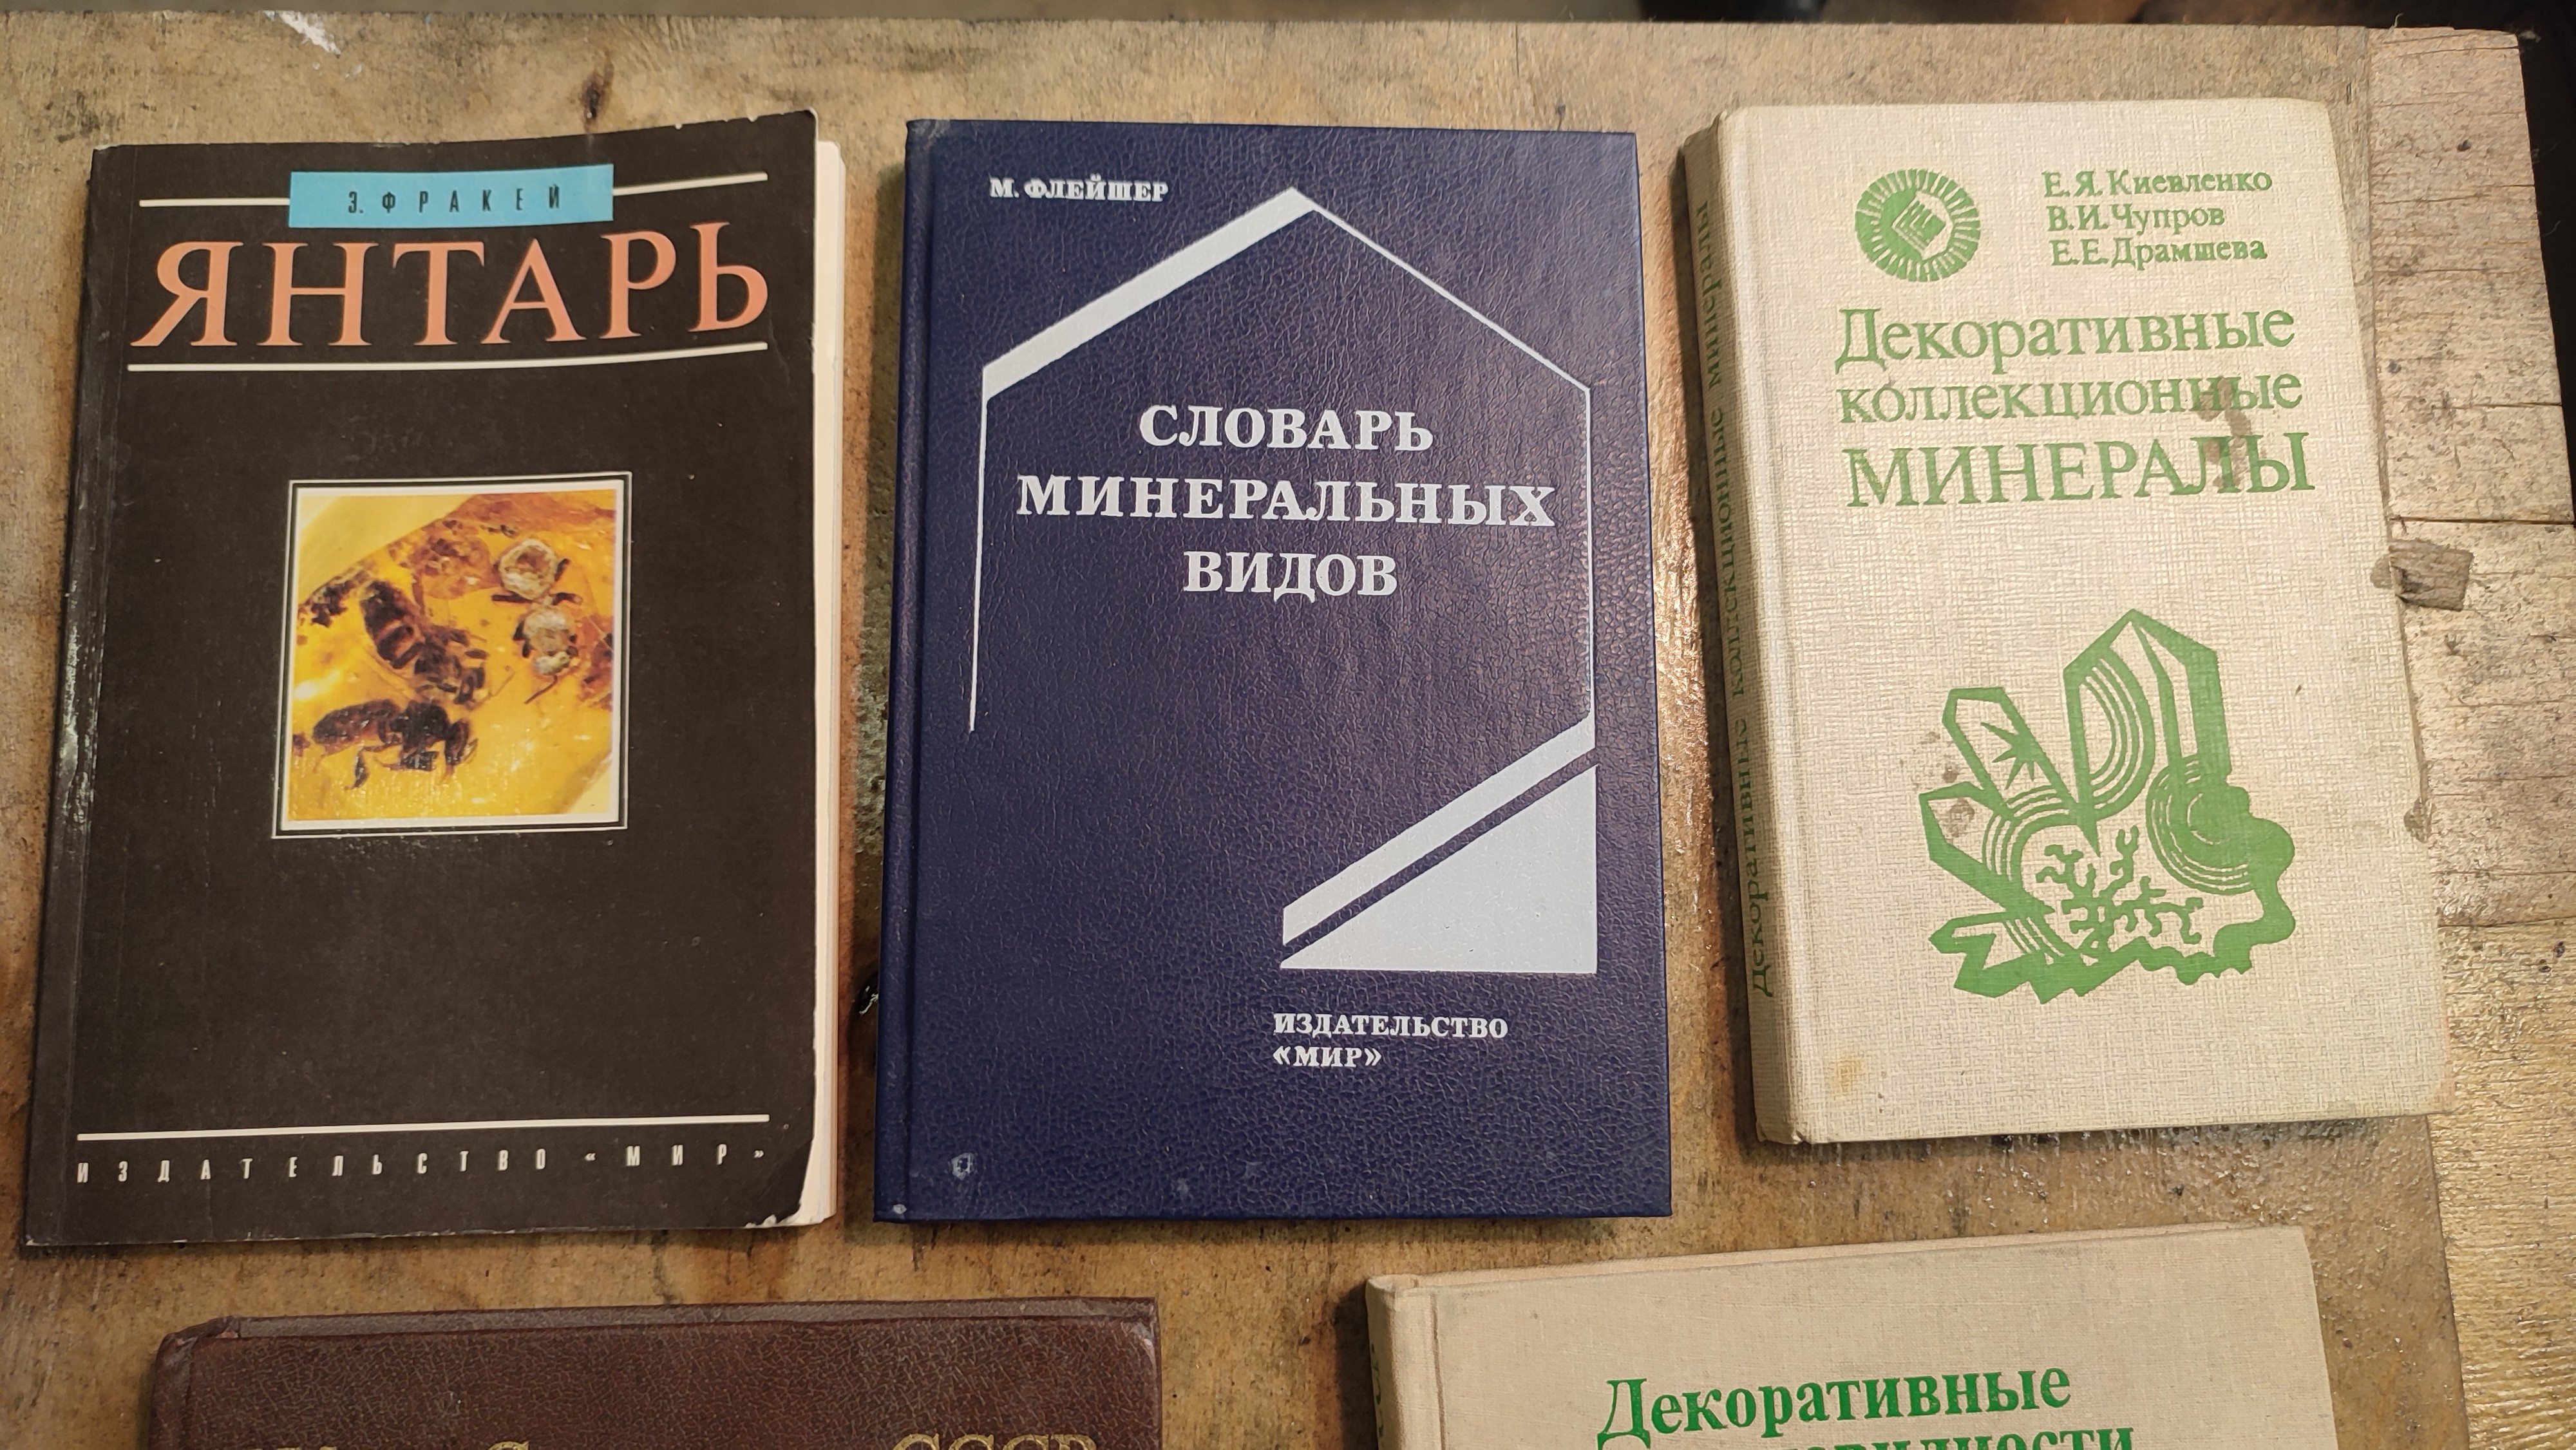 Э. ФРАКЕЙ
ЯНТАРЬ
ИЗДАТЕЛЬСТВО «МИР»
М. ФЛЕЙШЕР
СЛОВАРЬ
МИНЕРАЛЬНЫХ
ВИДОВ
ИЗДАТЕЛЬСТВО
«МИР»
Декоративные коллекционные минералы
Е.Я. Киевленко
В.И. Чупров
Е.Е. Драмшева
Декоративные
коллекционные
МИНЕРАЛЫ
СССР
Декоративные